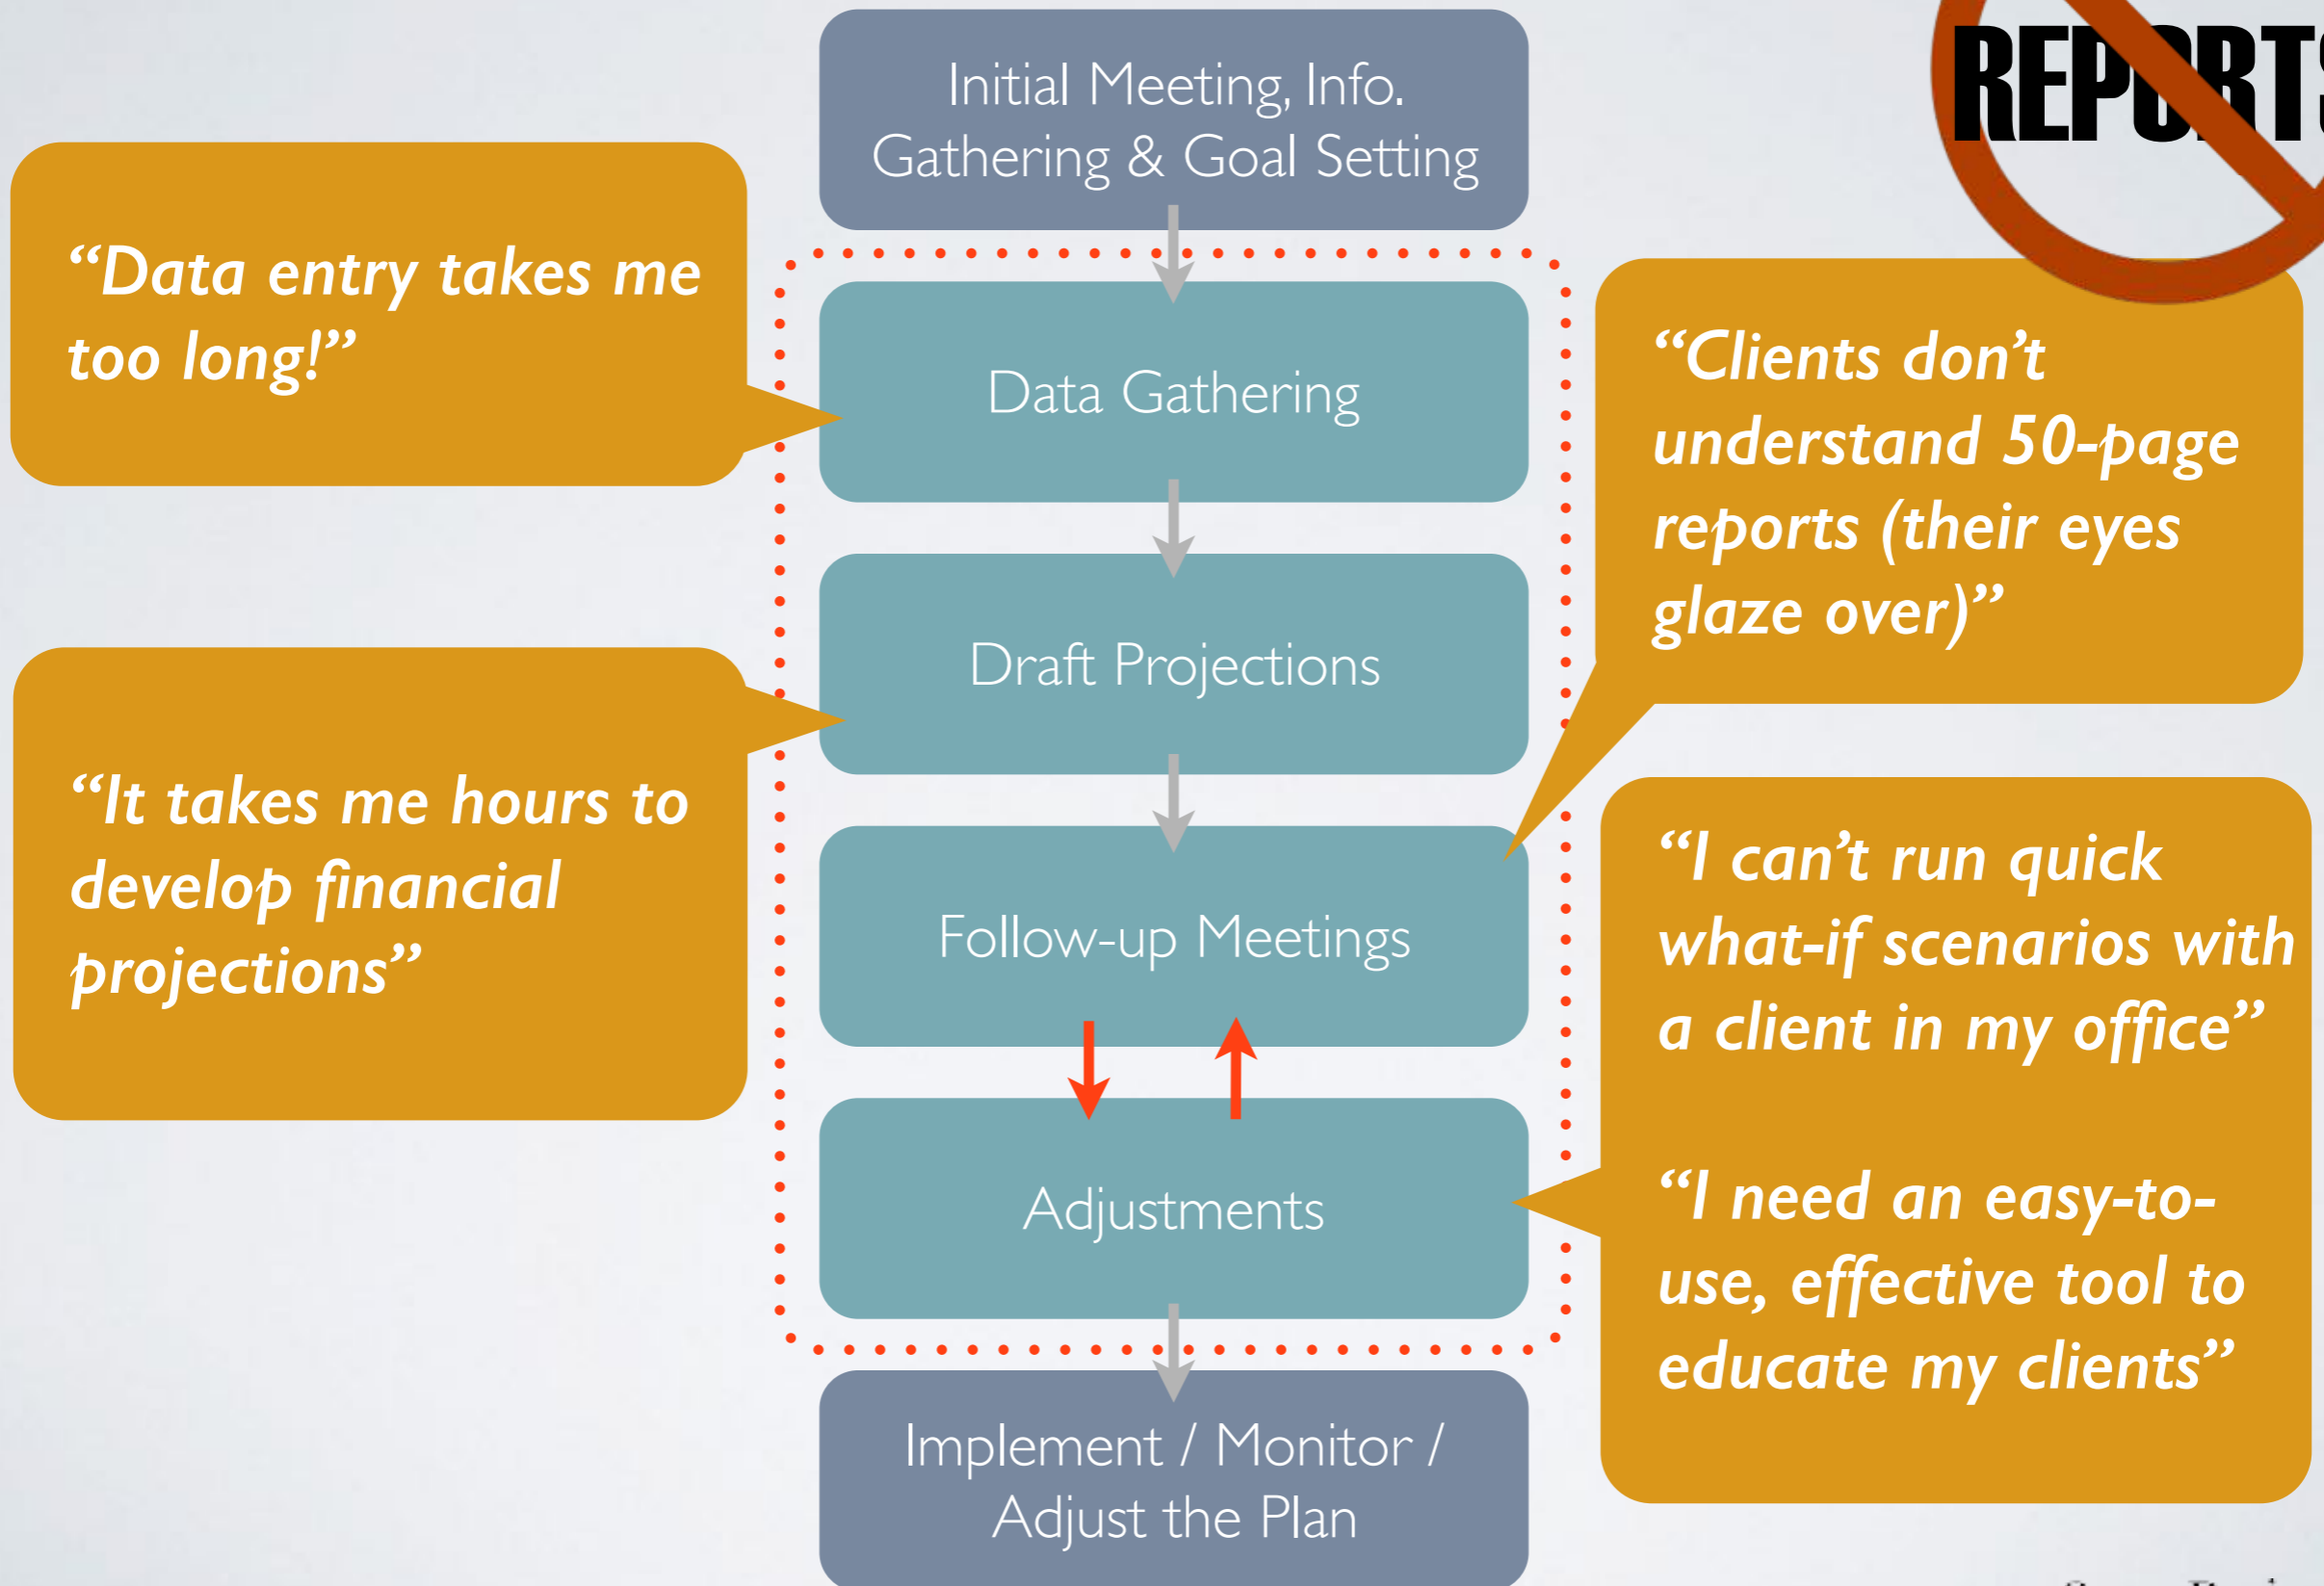 REPORTS
Initial Meeting, Info.
Gathering & Goal Setting
“Data entry takes me
too long!”
Data Gathering
“Clients don’t
understand 50-page
reports (their eyes
glaze over)”
Draft Projections
“It takes me hours to
develop financial
projections”
Follow-up Meetings
“I can’t run quick
what-if scenarios with
a client in my office”
Adjustments
“I need an easy-to-
use, effective tool to
educate my clients”
Implement / Monitor /
Adjust the Plan